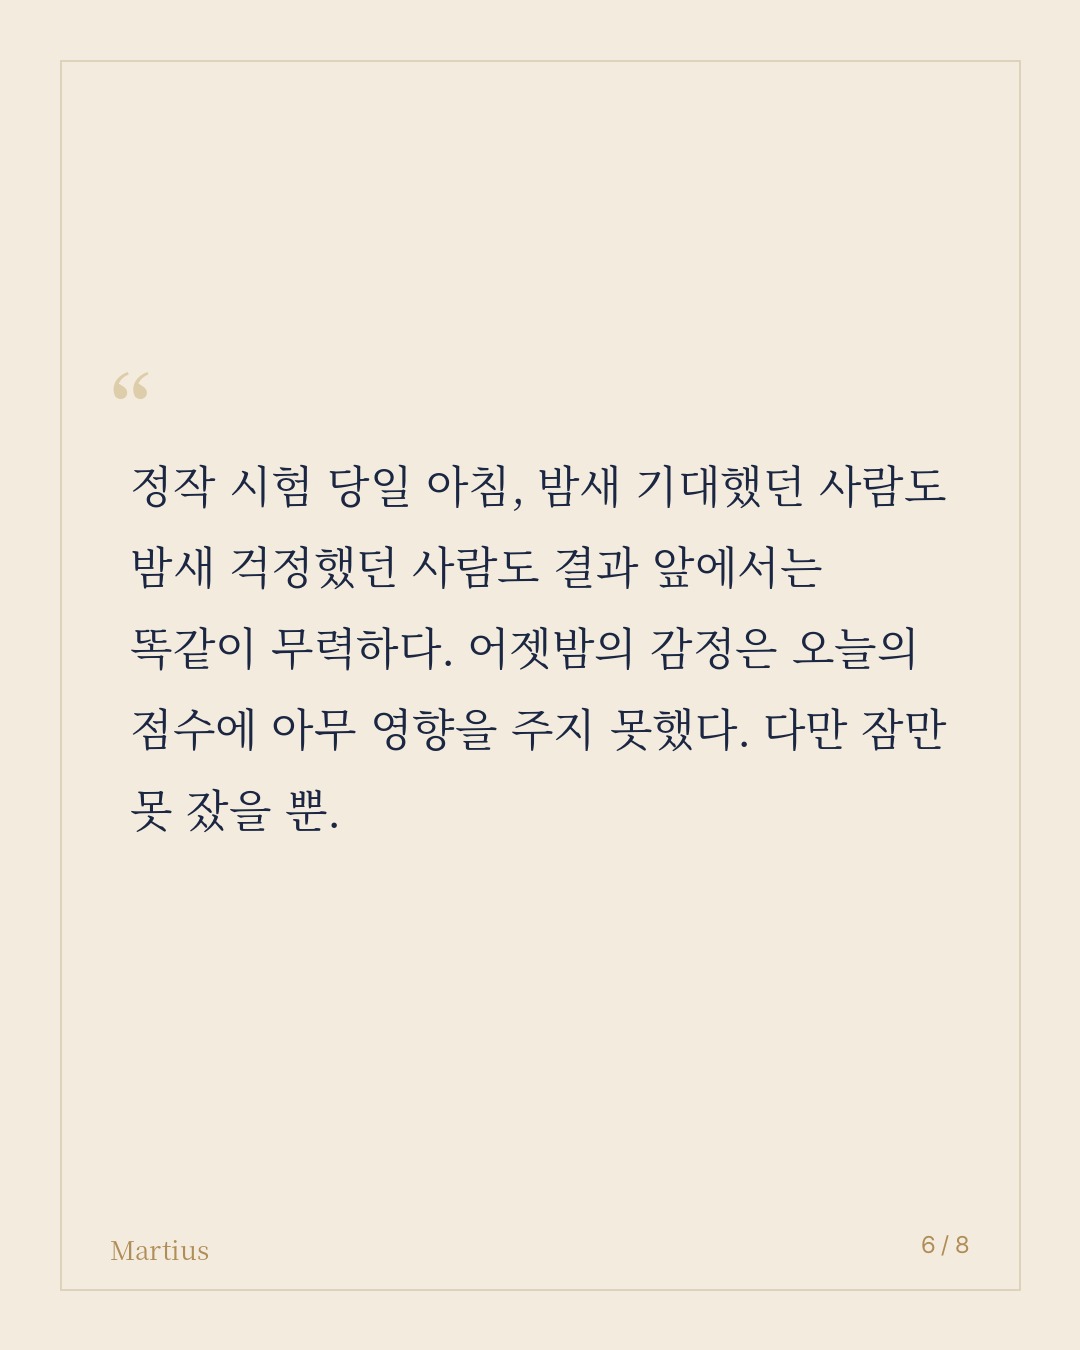 “
정작 시험 당일 아침, 밤새 기대했던 사람도
밤새 걱정했던 사람도 결과 앞에서는
똑같이 무력하다. 어젯밤의 감정은 오늘의
점수에 아무 영향을 주지 못했다. 다만 잠만
못 잤을 뿐.
Martius
6 / 8